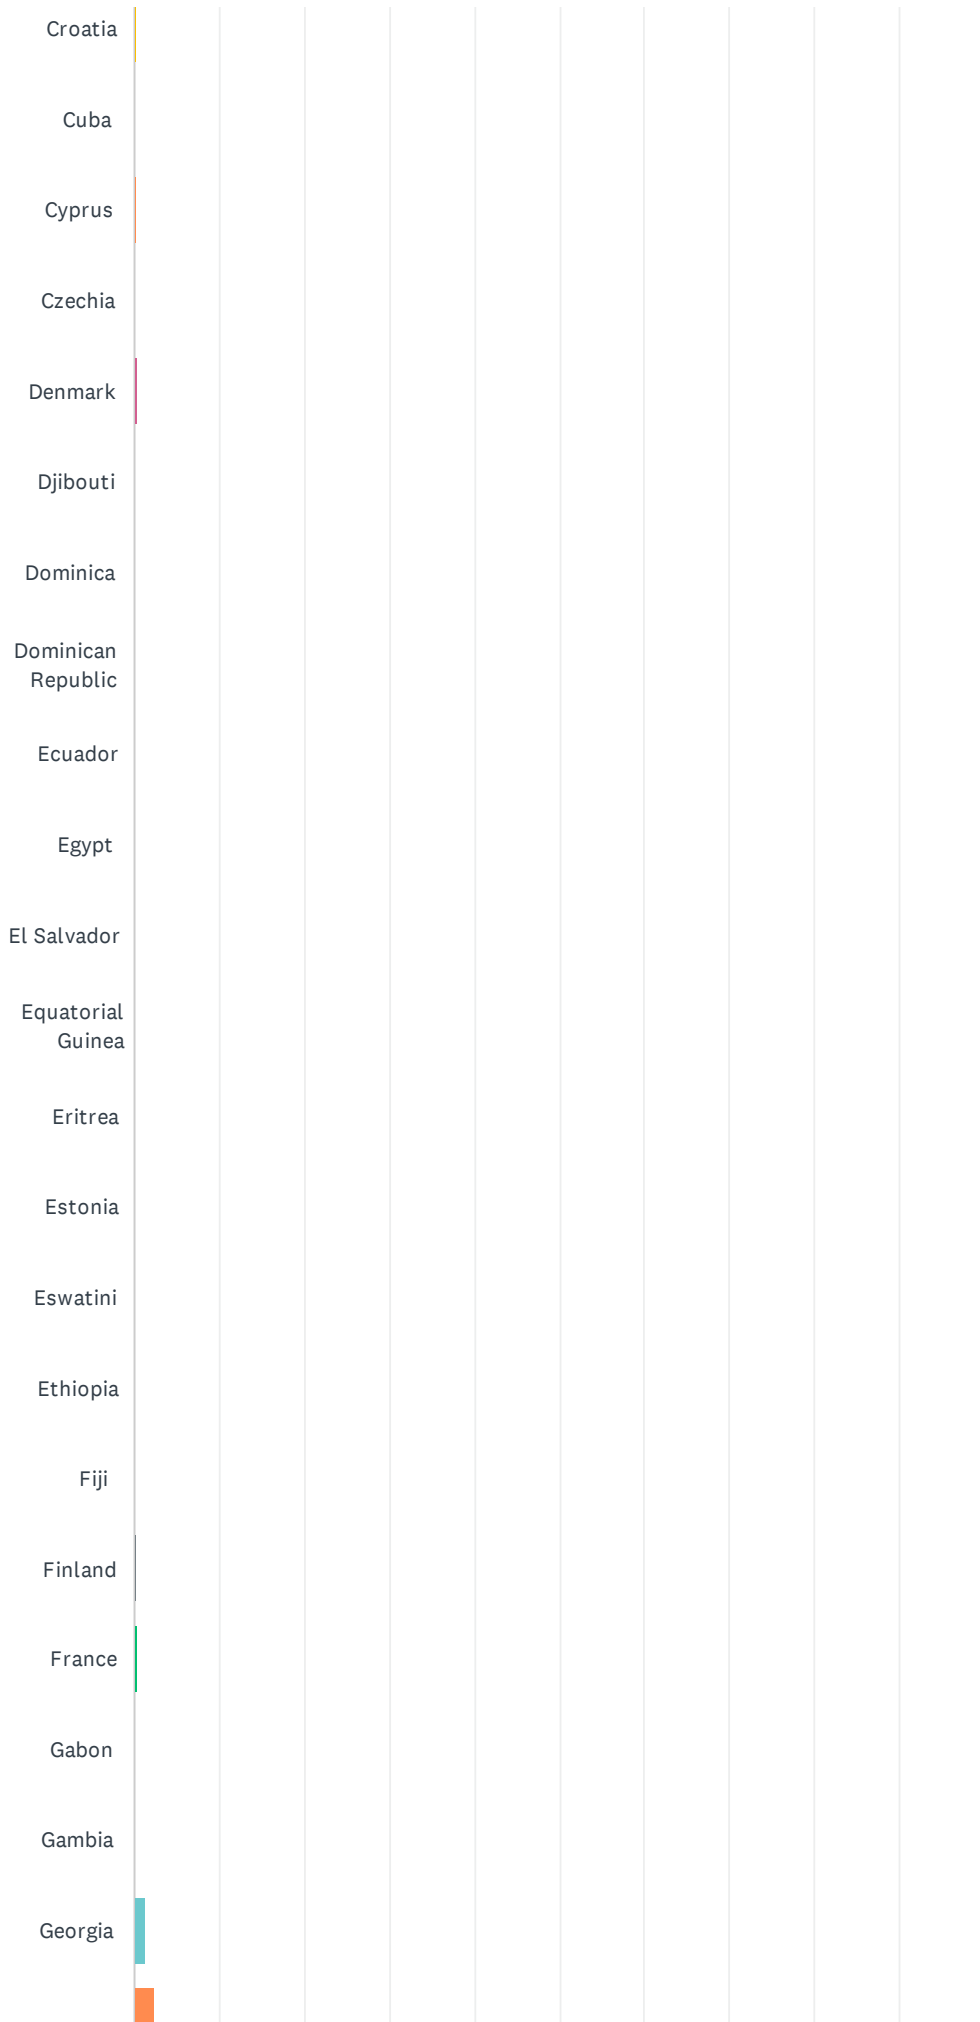 Croatia
Cuba
Cyprus
Czechia
Denmark
Djibouti
Dominica
Dominican
Republic
Ecuador
Egypt
El Salvador
Equatorial
Guinea
Eritrea
Estonia
Eswatini
Ethiopia
Fiji
Finland
France
Gabon
Gambia
Georgia